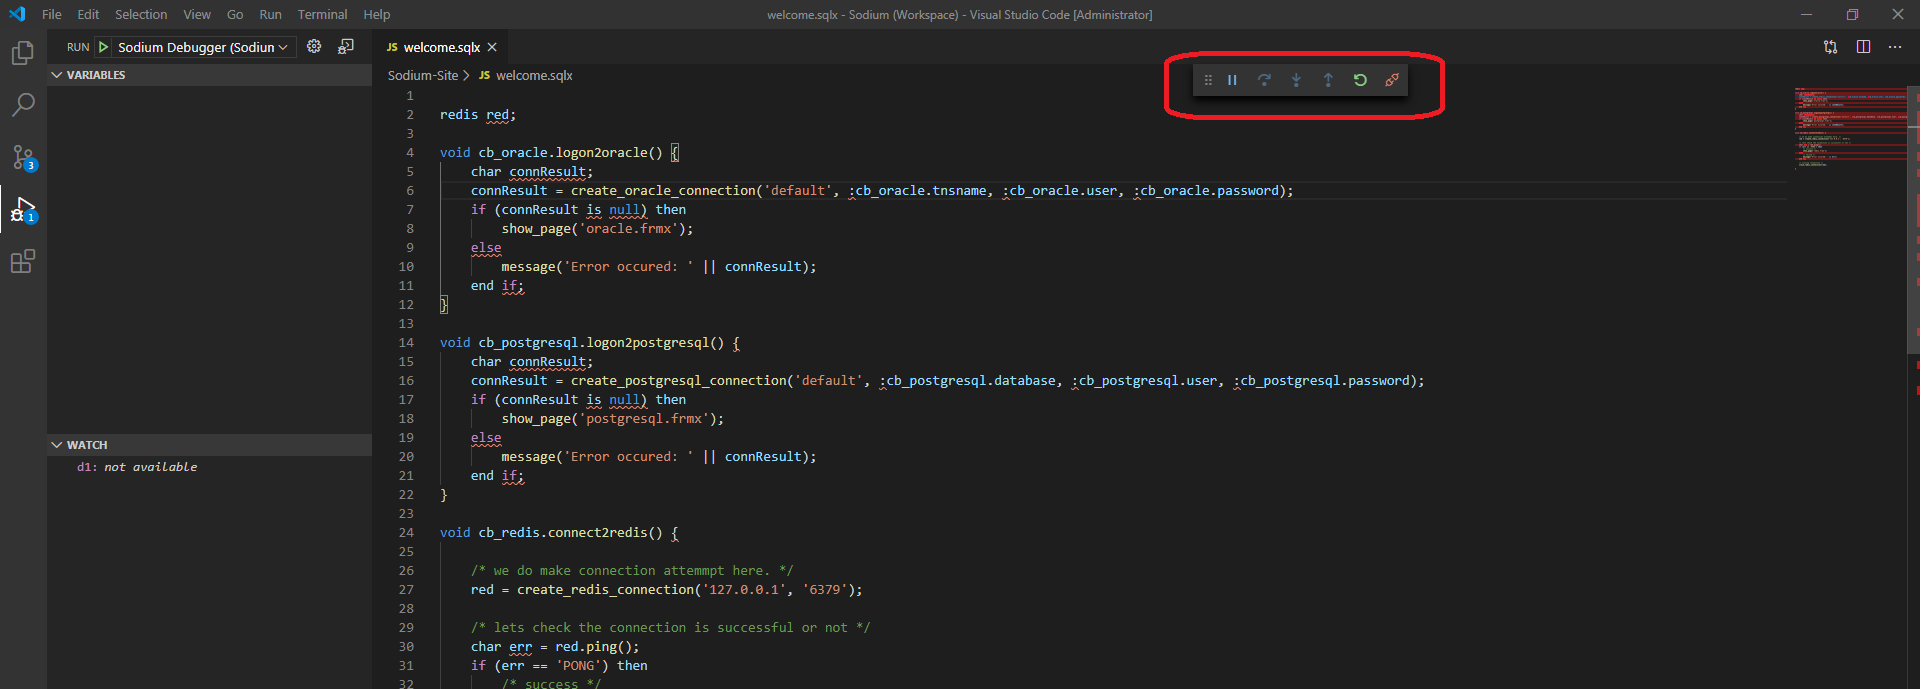 File Edit Selection View Go Run Terminal Help
welcome.sqlx - Sodium (Workspace) - Visual Studio Code [Administrator]
RUN Sodium Debugger (Sodiun
JS welcome.sqlx
VARIABLES
Sodium-Site > JS welcome.sqlx
3
1
WATCH
d1: not available
1
2 redis red;
3
4 void cb_oracle.logon2oracle() {
5 char connResult;
6 connResult = create_oracle_connection('default', :cb_oracle.tnsname, :cb_oracle.user, :cb_oracle.password);
7 if (connResult is null) then
8 show_page('oracle.frmx');
9 else
10 message('Error occured: ' || connResult);
11 end if;
12 }
13
14 void cb_postgresql.logon2postgresql() {
15 char connResult;
16 connResult = create_postgresql_connection('default', :cb_postgresql.database, :cb_postgresql.user, :cb_postgresql.password);
17 if (connResult is null) then
18 show_page('postgresql.frmx');
19 else
20 message('Error occured: ' || connResult);
21 end if;
22 }
23
24 void cb_redis.connect2redis() {
25
26 /* we do make connection attemmpt here. */
27 red = create_redis_connection('127.0.0.1', '6379');
28
29 /* lets check the connection is successful or not */
30 char err = red.ping();
31 if (err == 'PONG') then
32 /* success */